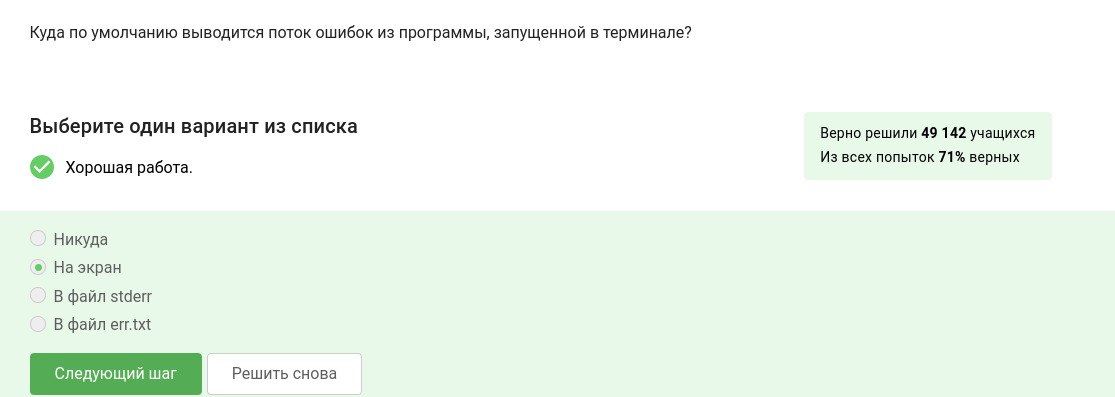 Куда по умолчанию выводится поток ошибок из программы, запущенной в терминале?
Выберите один вариант из списка
Хорошая работа.
Верно решили 49 142 учащихся
Из всех попыток 71% верных
Никуда
На экран
В файл stderr
В файл err.txt
Следующий шаг
Решить снова